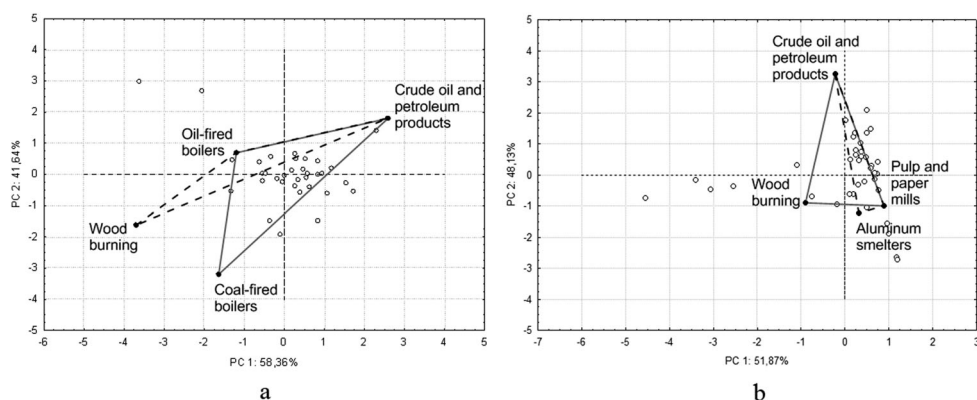 a
5
4
3
2
1
0
-1
-2
-3
-4
-5
PC 2: 41,64%
Crude oil and
petroleum
products
Oil-fired
boilers
Wood
burning
Coal-fired
boilers
-5 -4 -3 -2 -1 0 1 2 3 4 5
PC 1: 58,36%
a
b
5
4
3
2
1
0
-1
-2
-3
-4
-5
PC 2: 48,13%
Crude oil and
petroleum
products
Pulp and
paper
mills
Wood
burning
Aluminum
smelters
-7 -6 -5 -4 -3 -2 -1 0 1 2 3
PC 1: 51,87%
b